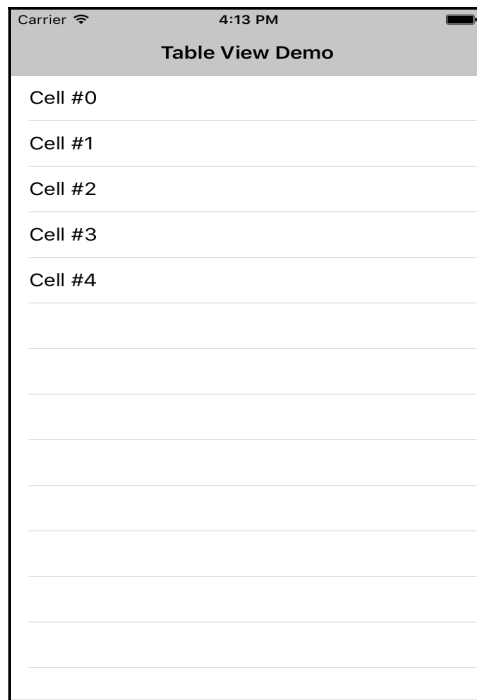 Carrier 4:13 PM
Table View Demo
Cell #0
Cell #1
Cell #2
Cell #3
Cell #4